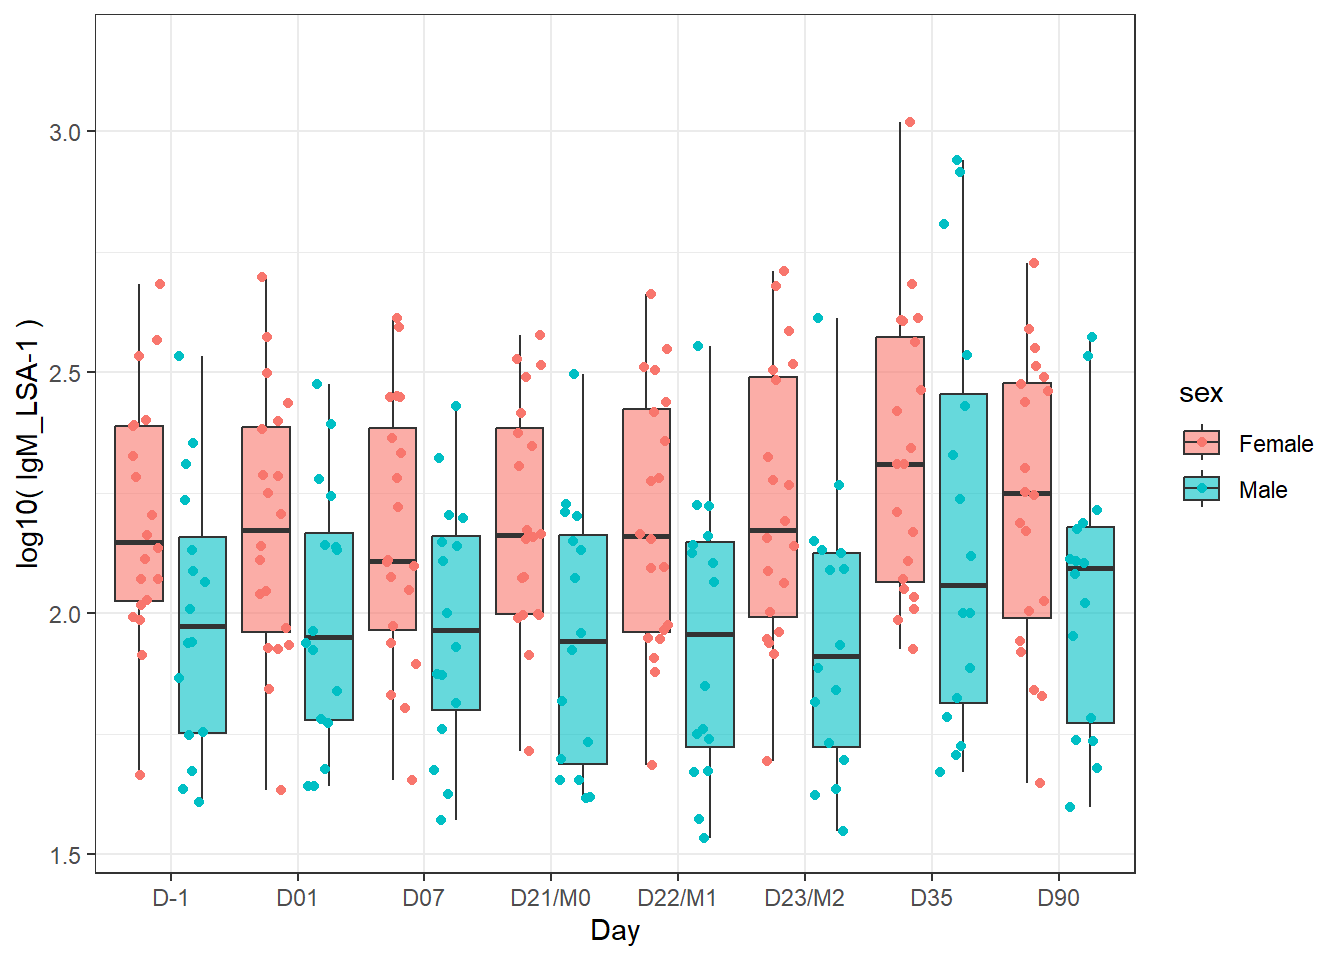 log10( IgM_LSA-1 )
3.0
2.5
2.0
1.5
D-1 D01 D07 D21/M0 D22/M1 D23/M2 D35 D90
Day
sex
Female
Male